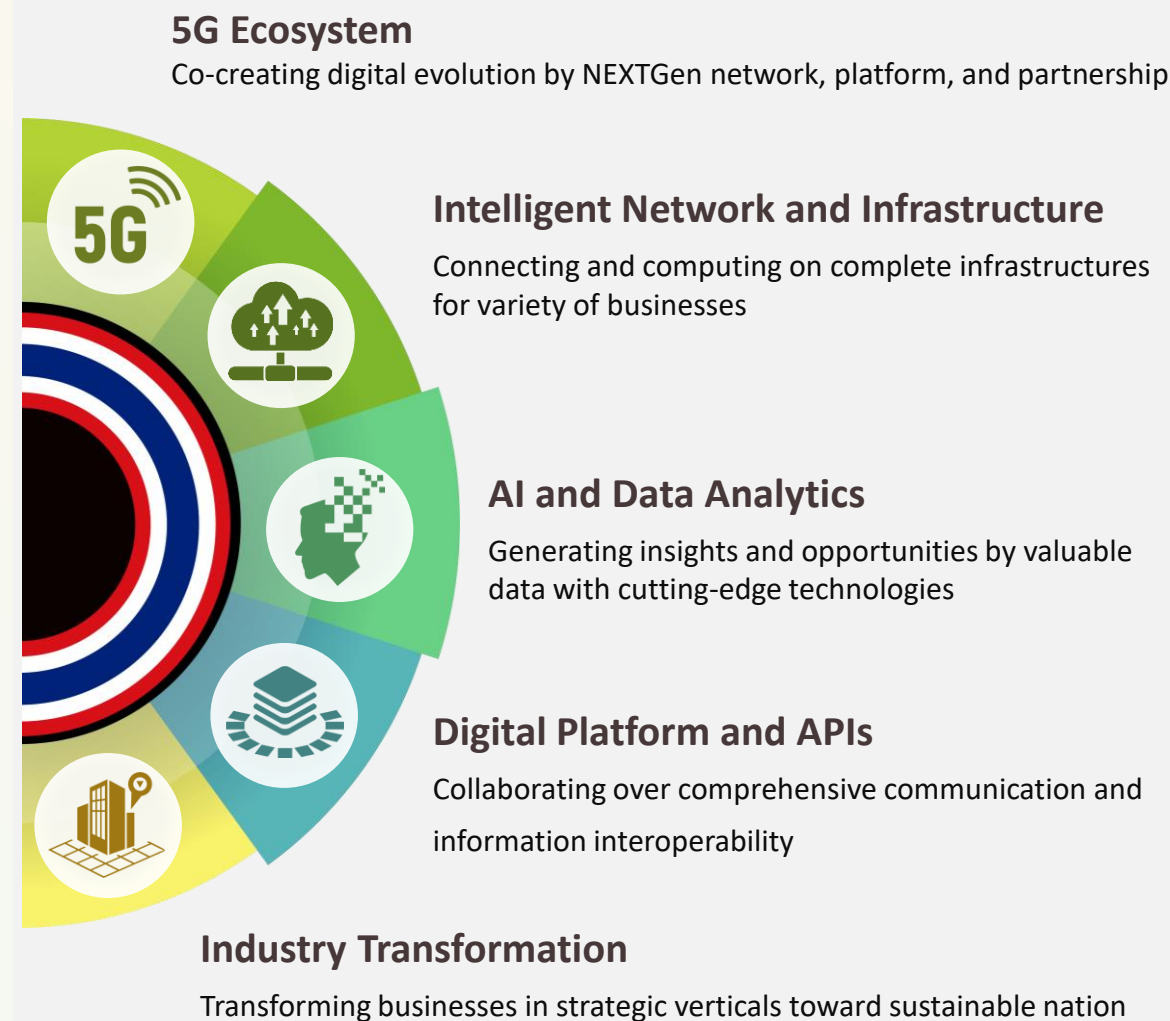 5G Ecosystem
Co-creating digital evolution by NEXTGen network, platform, and partnership
5G
Intelligent Network and Infrastructure
Connecting and computing on complete infrastructures
for variety of businesses
AI and Data Analytics
Generating insights and opportunities by valuable
data with cutting-edge technologies
Digital Platform and APIs
Collaborating over comprehensive communication and
information interoperability
Industry Transformation
Transforming businesses in strategic verticals toward sustainable nation